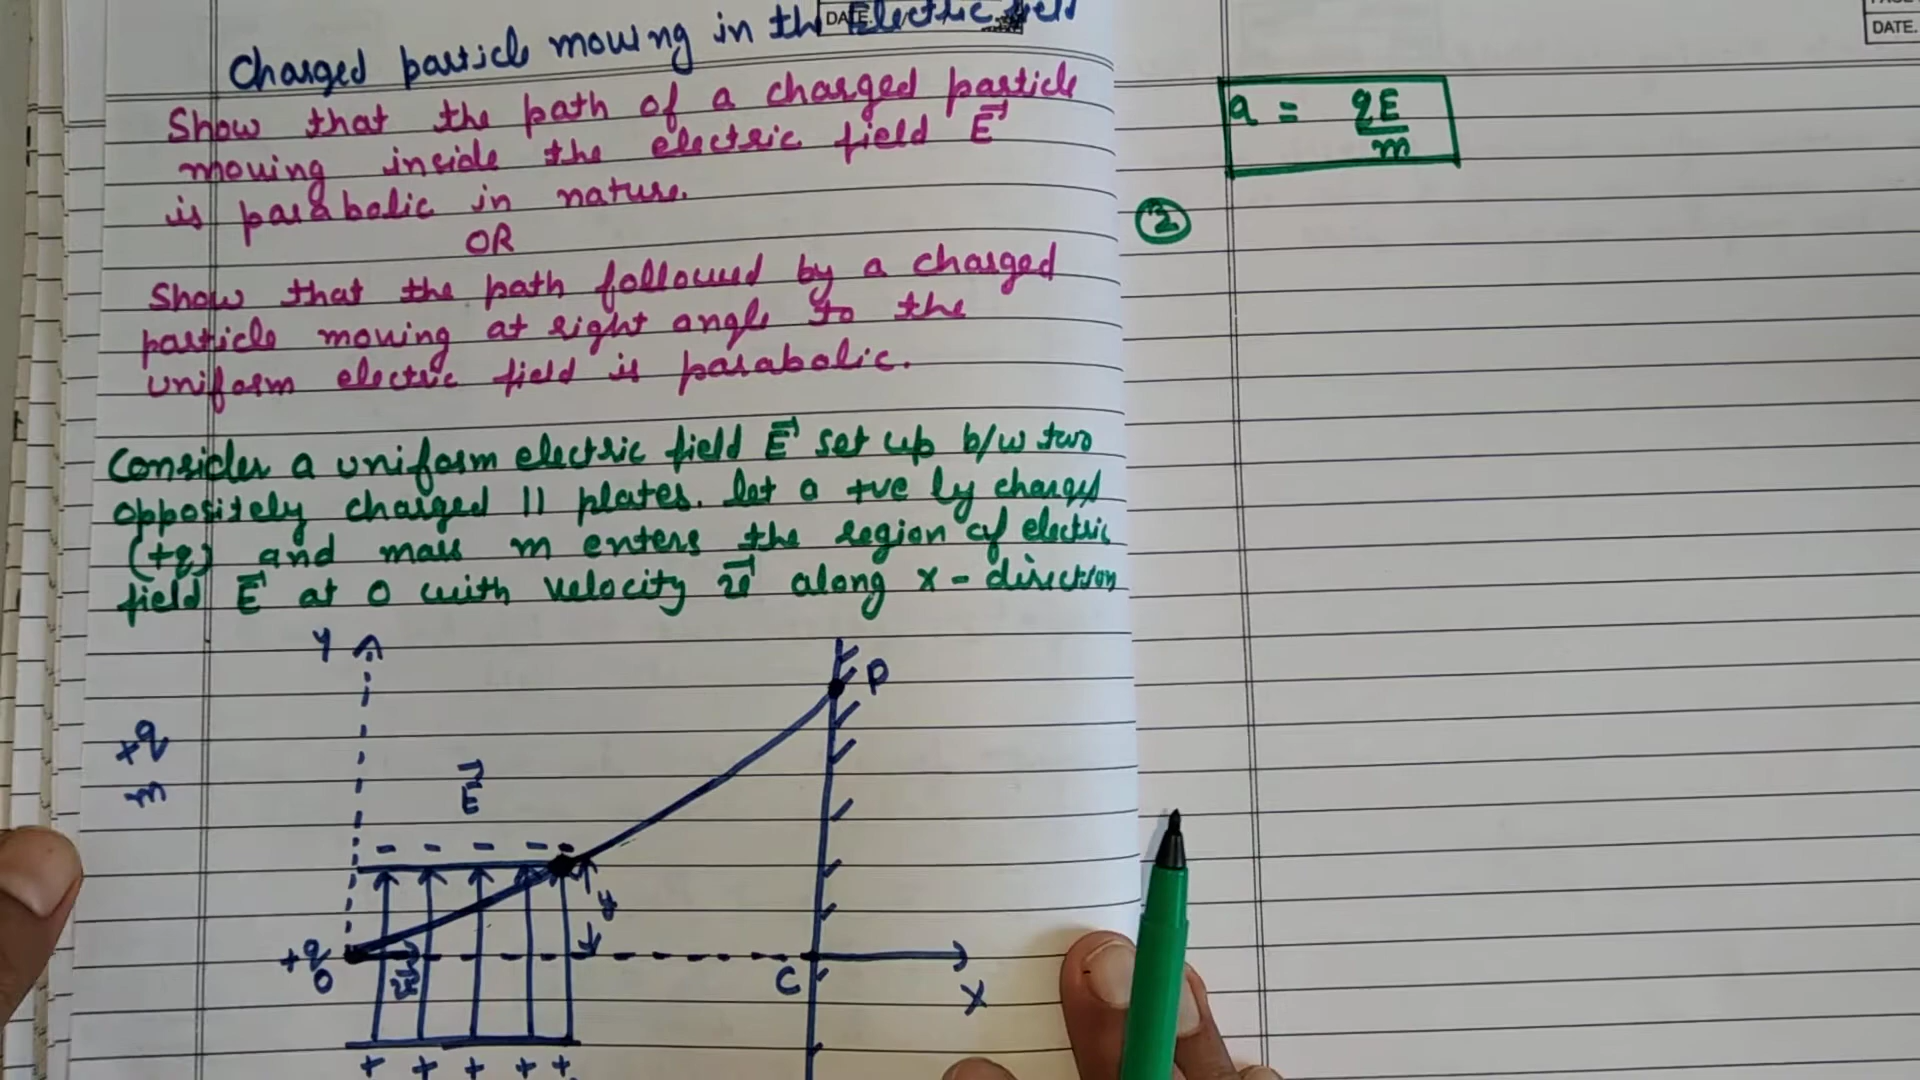 DATE.
Charged particle moving in the Electric field
Show that the path of a charged particle
moving inside the electric field E⃗
is parabolic in nature.
OR
Show that the path followed by a charged
particle moving at right angle to the
uniform electric field is parabolic.
Consider a uniform electric field E⃗ set up b/w two
oppositely charged || plates. let a +ve ly charged
(+q) and mass m enters the region of electric
field E⃗ at O with velocity v⃗ along x-direction
Y
P
+q
m
E⃗
- - - - -
y
+q
O
v⃗
C
X
+ + + + +
DATE.
a = qE
m
2